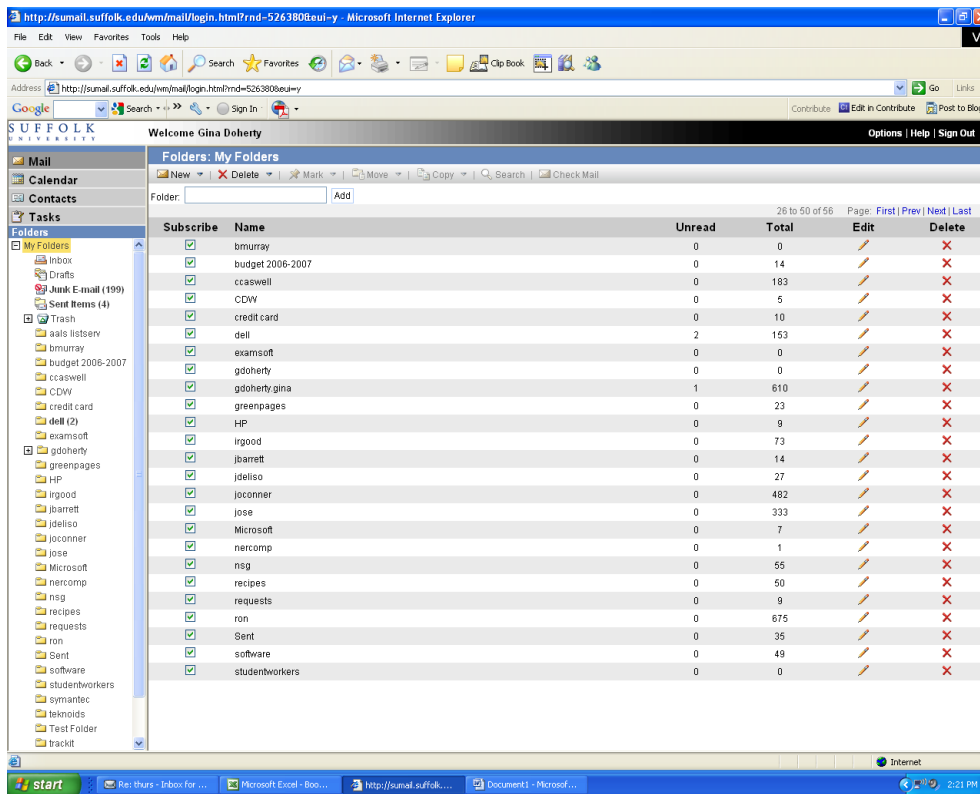 http://sumail.suffolk.edu/wm/mail/login.html?rnd=526380&eui=y - Microsoft Internet Explorer
File Edit View Favorites Tools Help
Back Search Favorites Clip Book
Address http://sumail.suffolk.edu/wm/mail/login.html?rnd=526380&eui=y Go Links
Google Search Sign In Contribute Edit in Contribute Post to Blog
SUFFOLK
UNIVERSITY
Welcome Gina Doherty Options | Help | Sign Out
Mail
Calendar
Contacts
Tasks
Folders
My Folders
Inbox
Drafts
Junk E-mail (199)
Sent Items (4)
Trash
aals listserv
bmurray
budget 2006-2007
ccaswell
CDW
credit card
dell (2)
examsoft
gdoherty
greenpages
HP
irgood
jbarrett
jdeliso
joconner
jose
Microsoft
nercomp
nsg
recipes
requests
ron
Sent
software
studentworkers
symantec
teknoids
Test Folder
trackit
Folders: My Folders
New | Delete | Mark | Move | Copy | Search | Check Mail
Folder: Add
26 to 50 of 56 Page: First | Prev | Next | Last
Subscribe Name Unread Total Edit Delete
bmurray 0 0
budget 2006-2007 0 14
ccaswell 0 183
CDW 0 5
credit card 0 10
dell 2 153
examsoft 0 0
gdoherty 0 0
gdoherty.gina 1 610
greenpages 0 23
HP 0 9
irgood 0 73
jbarrett 0 14
jdeliso 0 27
joconner 0 482
jose 0 333
Microsoft 0 7
nercomp 0 1
nsg 0 55
recipes 0 50
requests 0 9
ron 0 675
Sent 0 35
software 0 49
studentworkers 0 0
Internet
start Re: thurs - Inbox for ... Microsoft Excel - Boo... http://sumail.suffolk.... Document1 - Microsof... 2:21 PM